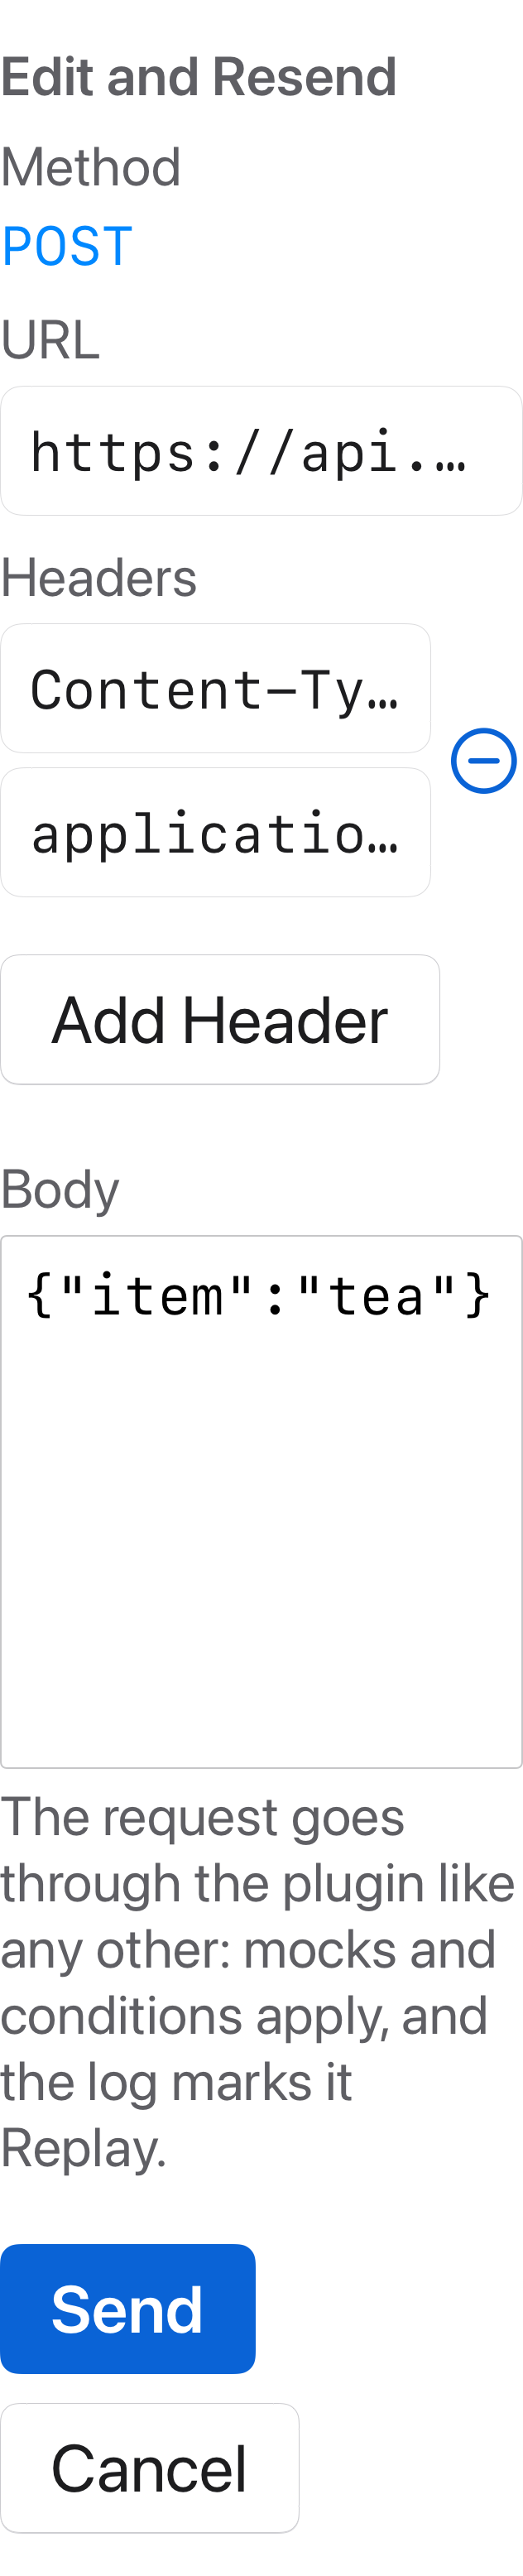 Edit and Resend
Method
POST
URL
https://api.…
Headers
Content-Ty…
applicatio…
Add Header
Body
{"item":"tea"}
The request goes
through the plugin like
any other: mocks and
conditions apply, and
the log marks it
Replay.
Send
Cancel